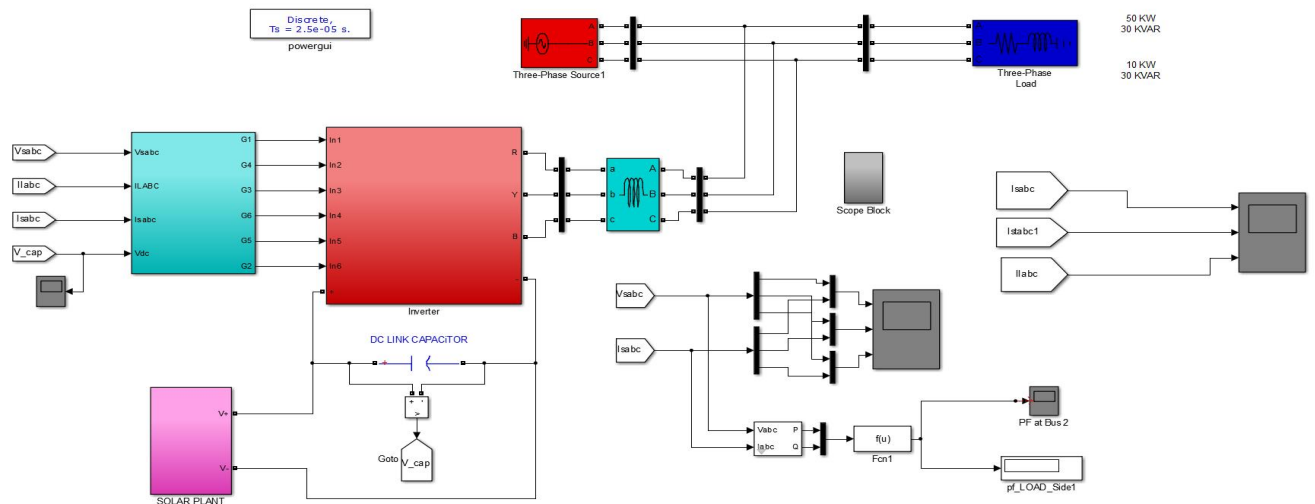 Discrete,
Ts = 2.5e-05 s.
powergui
A
B
C
Three-Phase Source1
A
B
C
Three-Phase
Load
50 KW
30 KVAR
10 KW
30 KVAR
Vsabc
Ilabc
Isabc
V_cap
Vsabc
ILABC
Isabc
Vdc
G1
G4
G3
G6
G5
G2
In1
In2
In3
In4
In5
In6
+
R
Y
B
-
Inverter
a
b
c
A
B
C
Scope Block
Isabc
Istabc1
Ilabc
DC LINK CAPACiTOR
+
+
-
v
Goto
V_cap
V+
V-
SOLAR PLANT
Vsabc
Isabc
Vabc
Iabc
P
Q
f(u)
Fcn1
PF at Bus 2
pf_LOAD_Side1